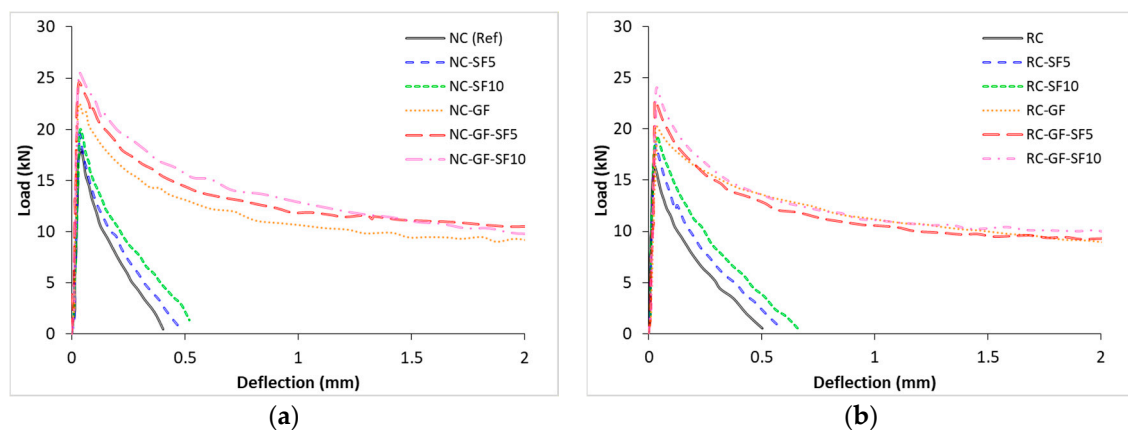 30
25
20
15
10
5
0
Load (kN)
0
0.5
1
1.5
2
Deflection (mm)
NC (Ref)
NC-SF5
NC-SF10
NC-GF
NC-GF-SF5
NC-GF-SF10
(a)
30
25
20
15
10
5
0
Load (kN)
0
0.5
1
1.5
2
Deflection (mm)
RC
RC-SF5
RC-SF10
RC-GF
RC-GF-SF5
RC-GF-SF10
(b)